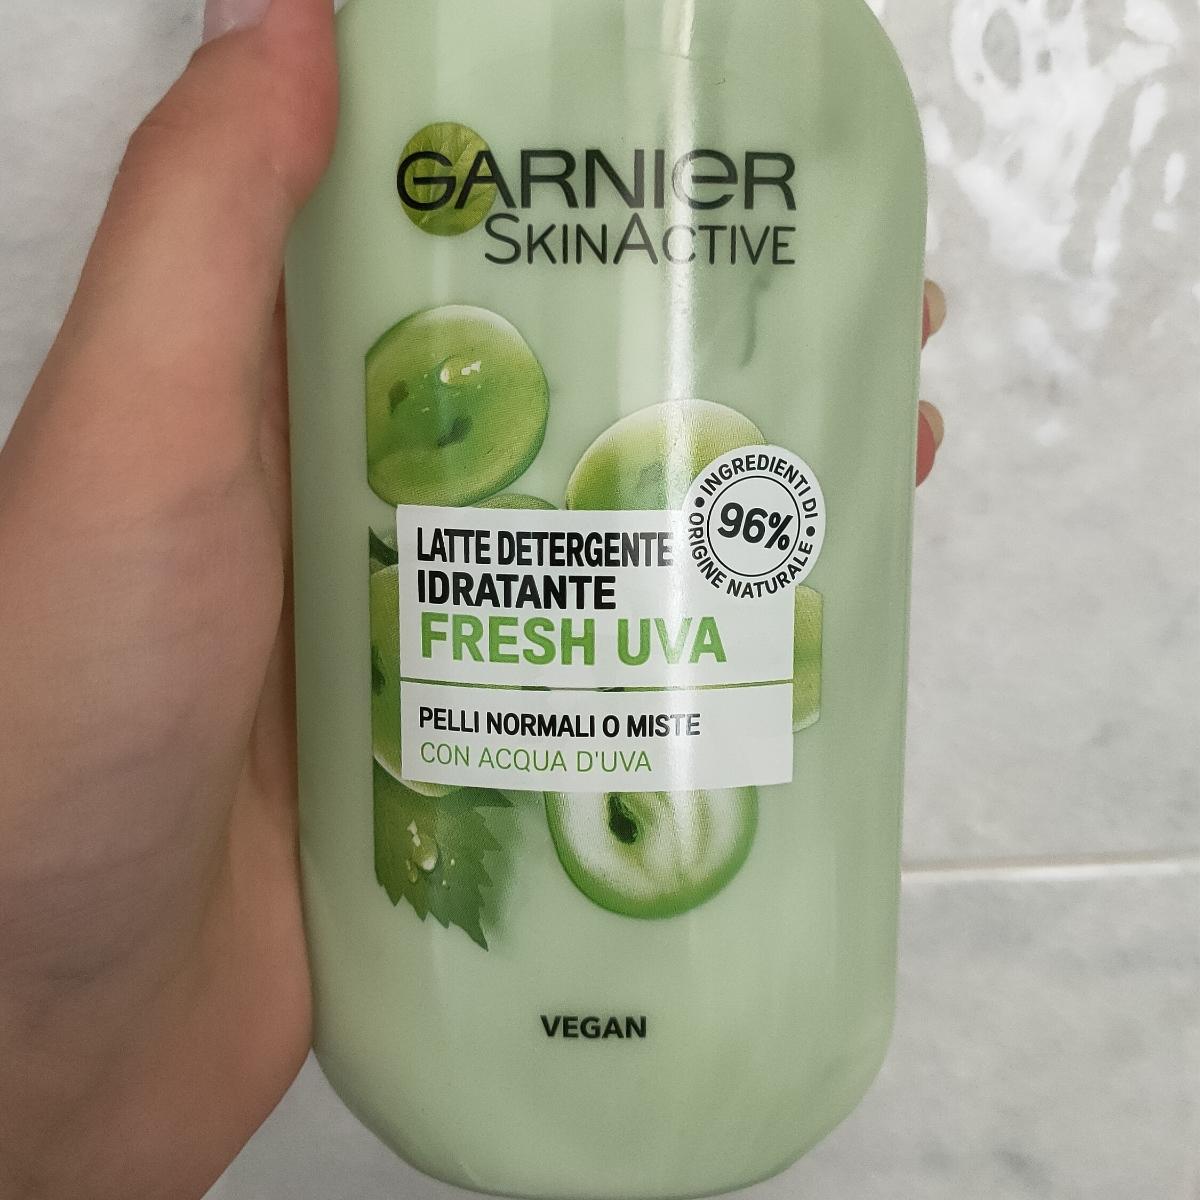 GARNIER
SKINACTIVE
INGREDIENTI DI
ORIGINE NATURALE
96%
LATTE DETERGENTE
IDRATANTE
FRESH UVA
PELLI NORMALI O MISTE
CON ACQUA D'UVA
VEGAN